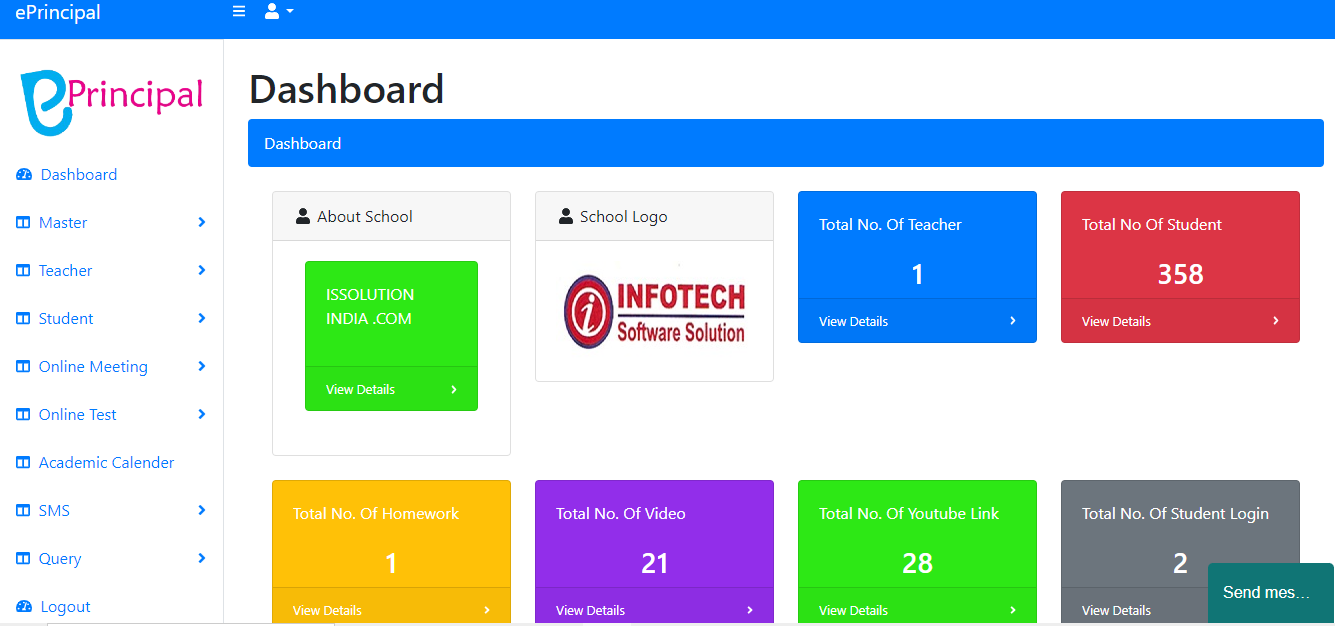 ePrincipal
Principal
Dashboard
Master
Teacher
Student
Online Meeting
Online Test
Academic Calender
SMS
Query
Logout
Dashboard
Dashboard
About School
ISSOLUTION
INDIA .COM
View Details
School Logo
i INFOTECH
Software Solution
Total No. Of Teacher
1
View Details
Total No Of Student
358
View Details
Total No. Of Homework
1
View Details
Total No. Of Video
21
View Details
Total No. Of Youtube Link
28
View Details
Total No. Of Student Login
2
View Details
Send mes...